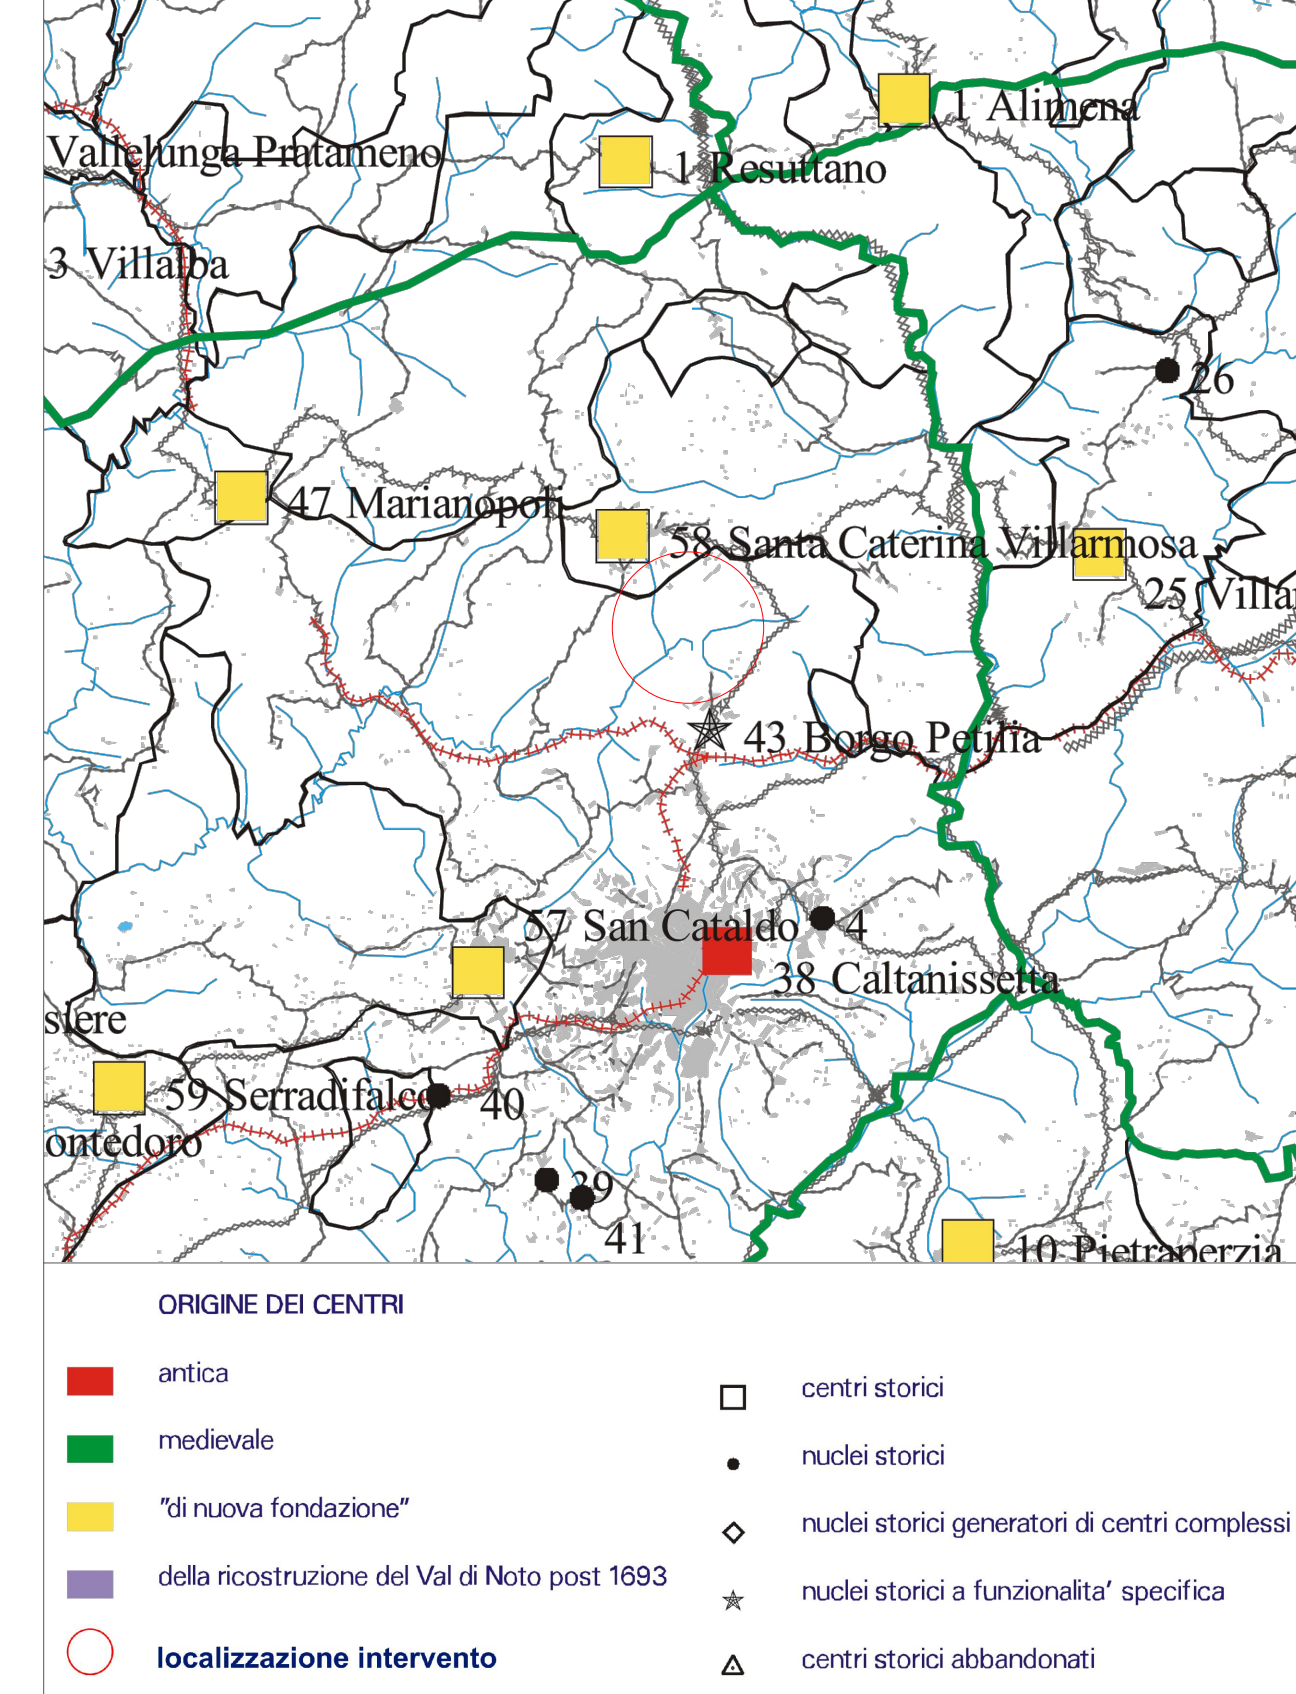 1 Alimena
Vallelunga Pratameno
1 Resuttano
3 Villalba
26
47 Marianopoli
58 Santa Caterina Villarmosa
25 Villar
43 Borgo Petilia
57 San Cataldo
4
38 Caltanissetta
slere
59 Serradifalco
40
ontedoro
39
41
10 Pietraperzia
ORIGINE DEI CENTRI
antica
medievale
"di nuova fondazione"
della ricostruzione del Val di Noto post 1693
localizzazione intervento
centri storici
nuclei storici
nuclei storici generatori di centri complessi
nuclei storici a funzionalita' specifica
centri storici abbandonati